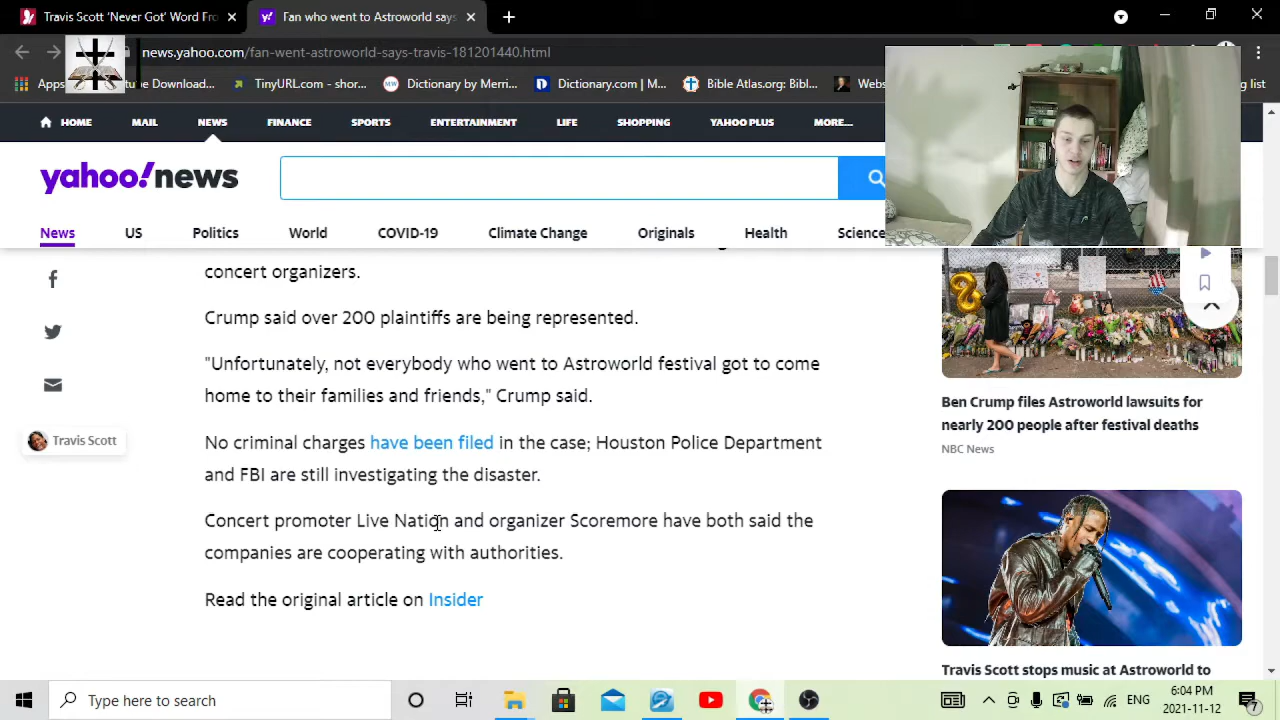 Travis Scott 'Never Got' Word Fro
Fan who went to Astroworld says
news.yahoo.com/fan-went-astroworld-says-travis-181201440.html
Apps
Download...
TinyURL.com - shor...
Dictionary by Merri...
Dictionary.com | M...
Bible Atlas.org: Bibl...
Webs
ng list
HOME
MAIL
NEWS
FINANCE
SPORTS
ENTERTAINMENT
LIFE
SHOPPING
YAHOO PLUS
MORE...
yahoo!news
News
US
Politics
World
COVID-19
Climate Change
Originals
Health
Science
concert organizers.
Crump said over 200 plaintiffs are being represented.
"Unfortunately, not everybody who went to Astroworld festival got to come
home to their families and friends," Crump said.
Travis Scott
No criminal charges have been filed in the case; Houston Police Department
and FBI are still investigating the disaster.
Concert promoter Live Nation and organizer Scoremore have both said the
companies are cooperating with authorities.
Read the original article on Insider
Ben Crump files Astroworld lawsuits for
nearly 200 people after festival deaths
NBC News
Travis Scott stops music at Astroworld to
Type here to search
ENG
6:04 PM
2021-11-12
7